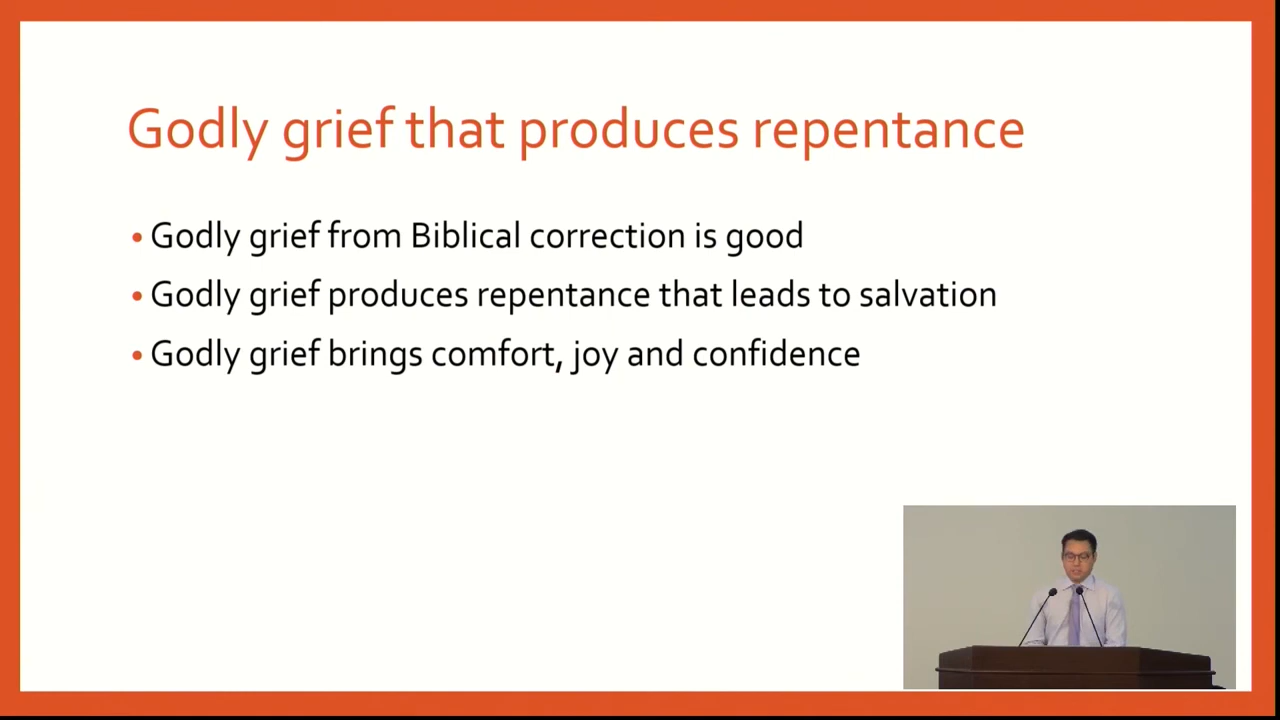 Godly grief that produces repentance
• Godly grief from Biblical correction is good
• Godly grief produces repentance that leads to salvation
• Godly grief brings comfort, joy and confidence